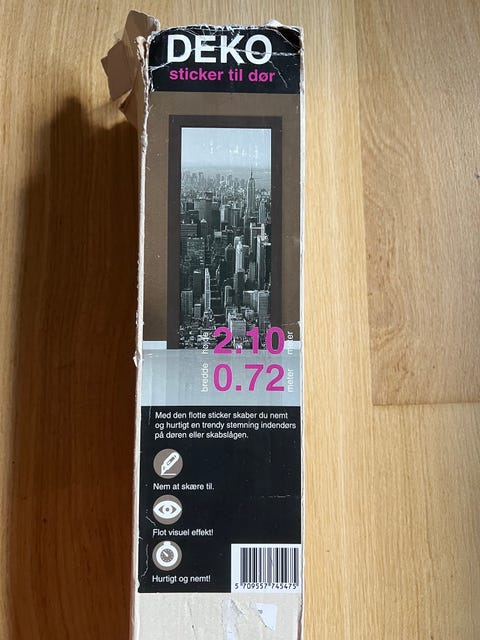 DEKO
sticker til dør
højde 2.10 meter
bredde 0.72 meter
Med den flotte sticker skaber du nemt
og hurtigt en trendy stemning indendørs
på døren eller skabslågen.
Nem at skære til.
Flot visuel effekt!
Hurtigt og nemt!
5 709557 745475